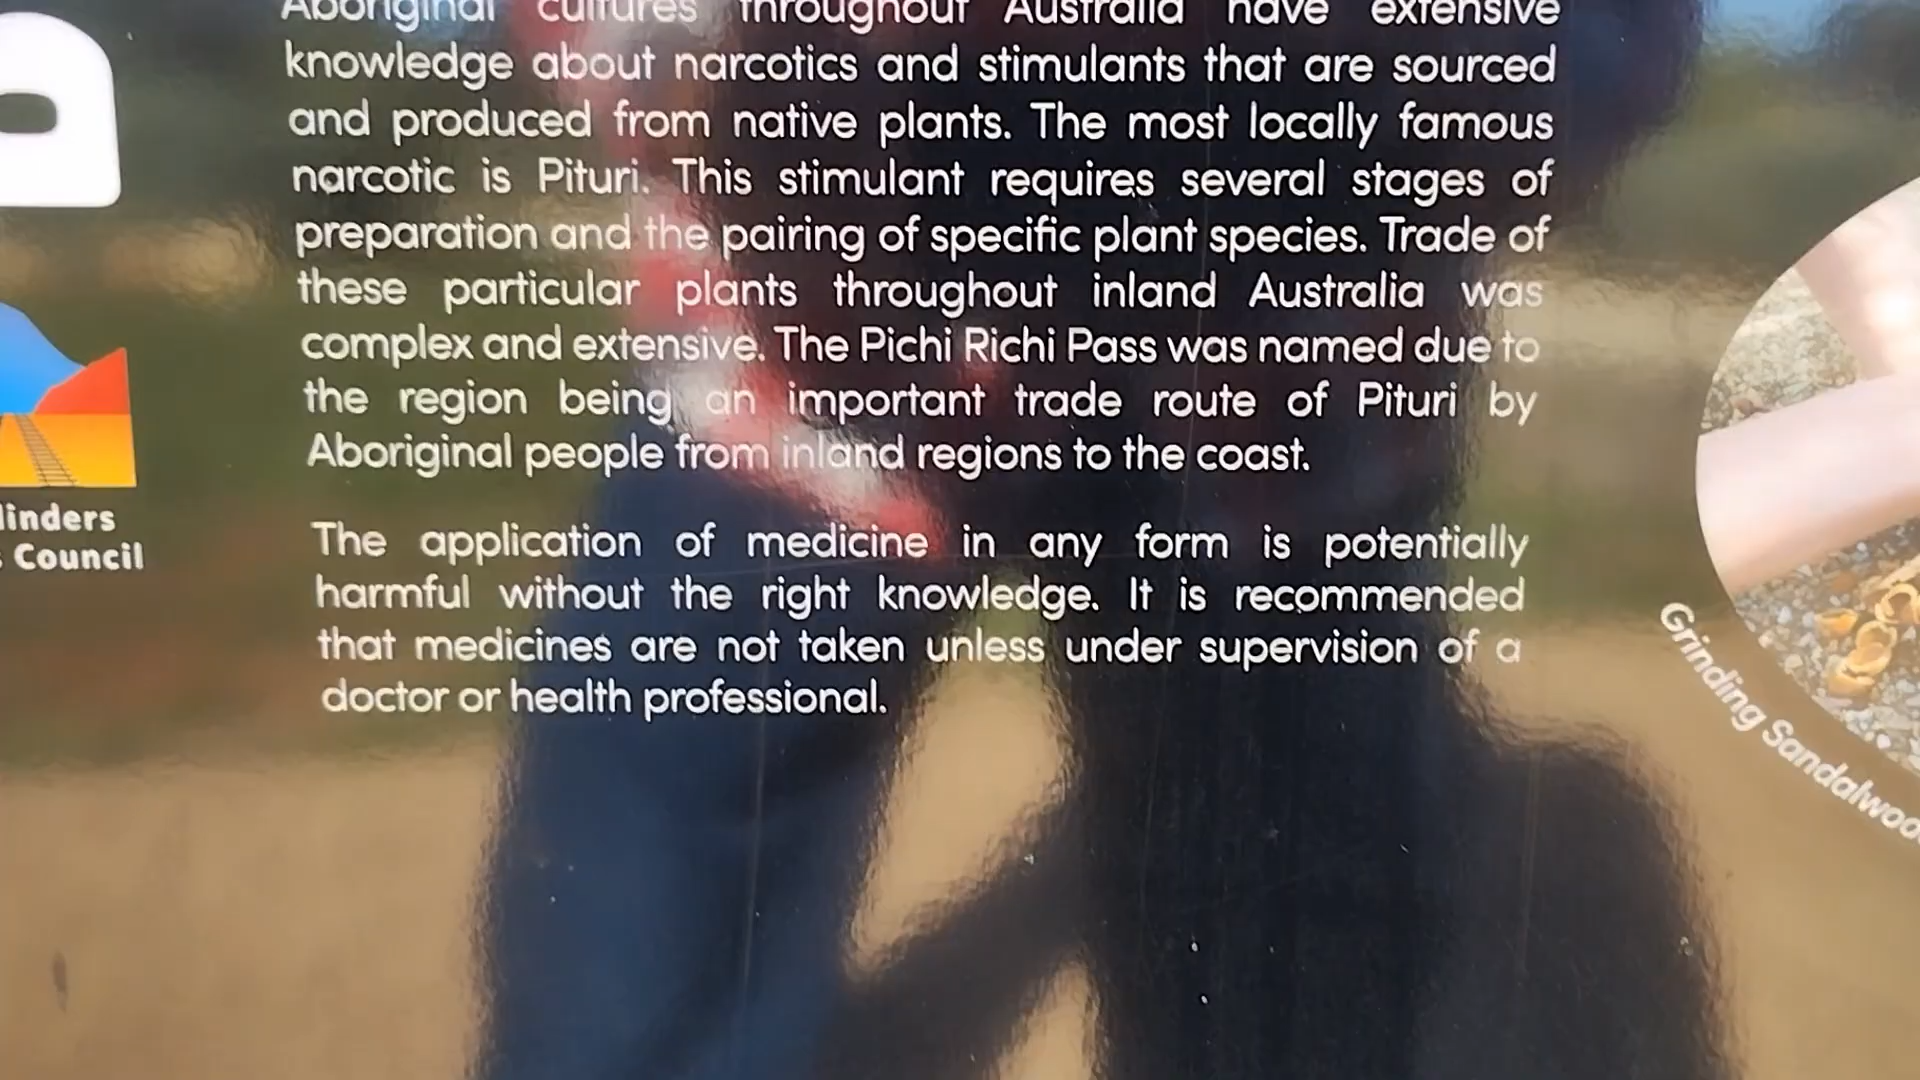 Aboriginal cultures throughout Australia have extensive
knowledge about narcotics and stimulants that are sourced
and produced from native plants. The most locally famous
narcotic is Pituri. This stimulant requires several stages of
preparation and the pairing of specific plant species. Trade of
these particular plants throughout inland Australia was
complex and extensive. The Pichi Richi Pass was named due to
the region being an important trade route of Pituri by
Aboriginal people from inland regions to the coast.
The application of medicine in any form is potentially
harmful without the right knowledge. It is recommended
that medicines are not taken unless under supervision of a
doctor or health professional.
linders
Council
Grinding Sandalwoo